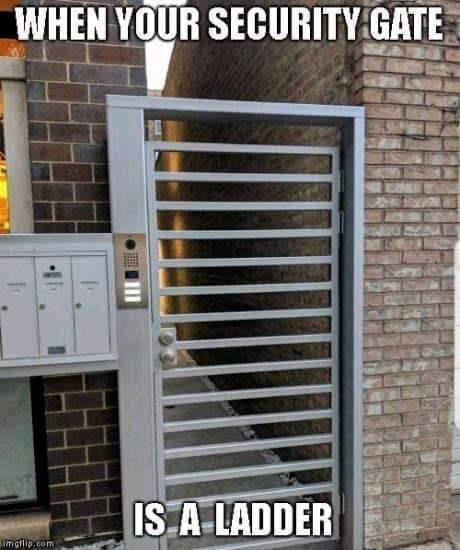 WHEN YOUR SECURITY GATE
IS A LADDER
imgflip.com